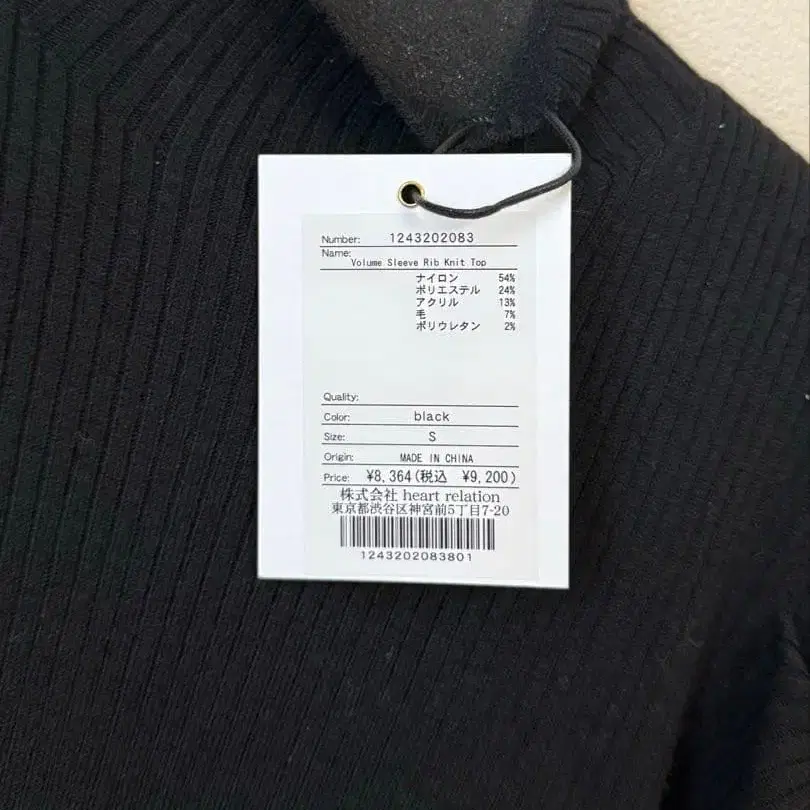 Number: 1243202083
Name:
Volume Sleeve Rib Knit Top
ナイロン 54%
ポリエステル 24%
アクリル 13%
毛 7%
ポリウレタン 2%
Quality:
Color: black
Size: S
Origin: MADE IN CHINA
Price: ¥8,364(税込 ¥9,200)
株式会社 heart relation
東京都渋谷区神宮前5丁目7-20
1243202083801